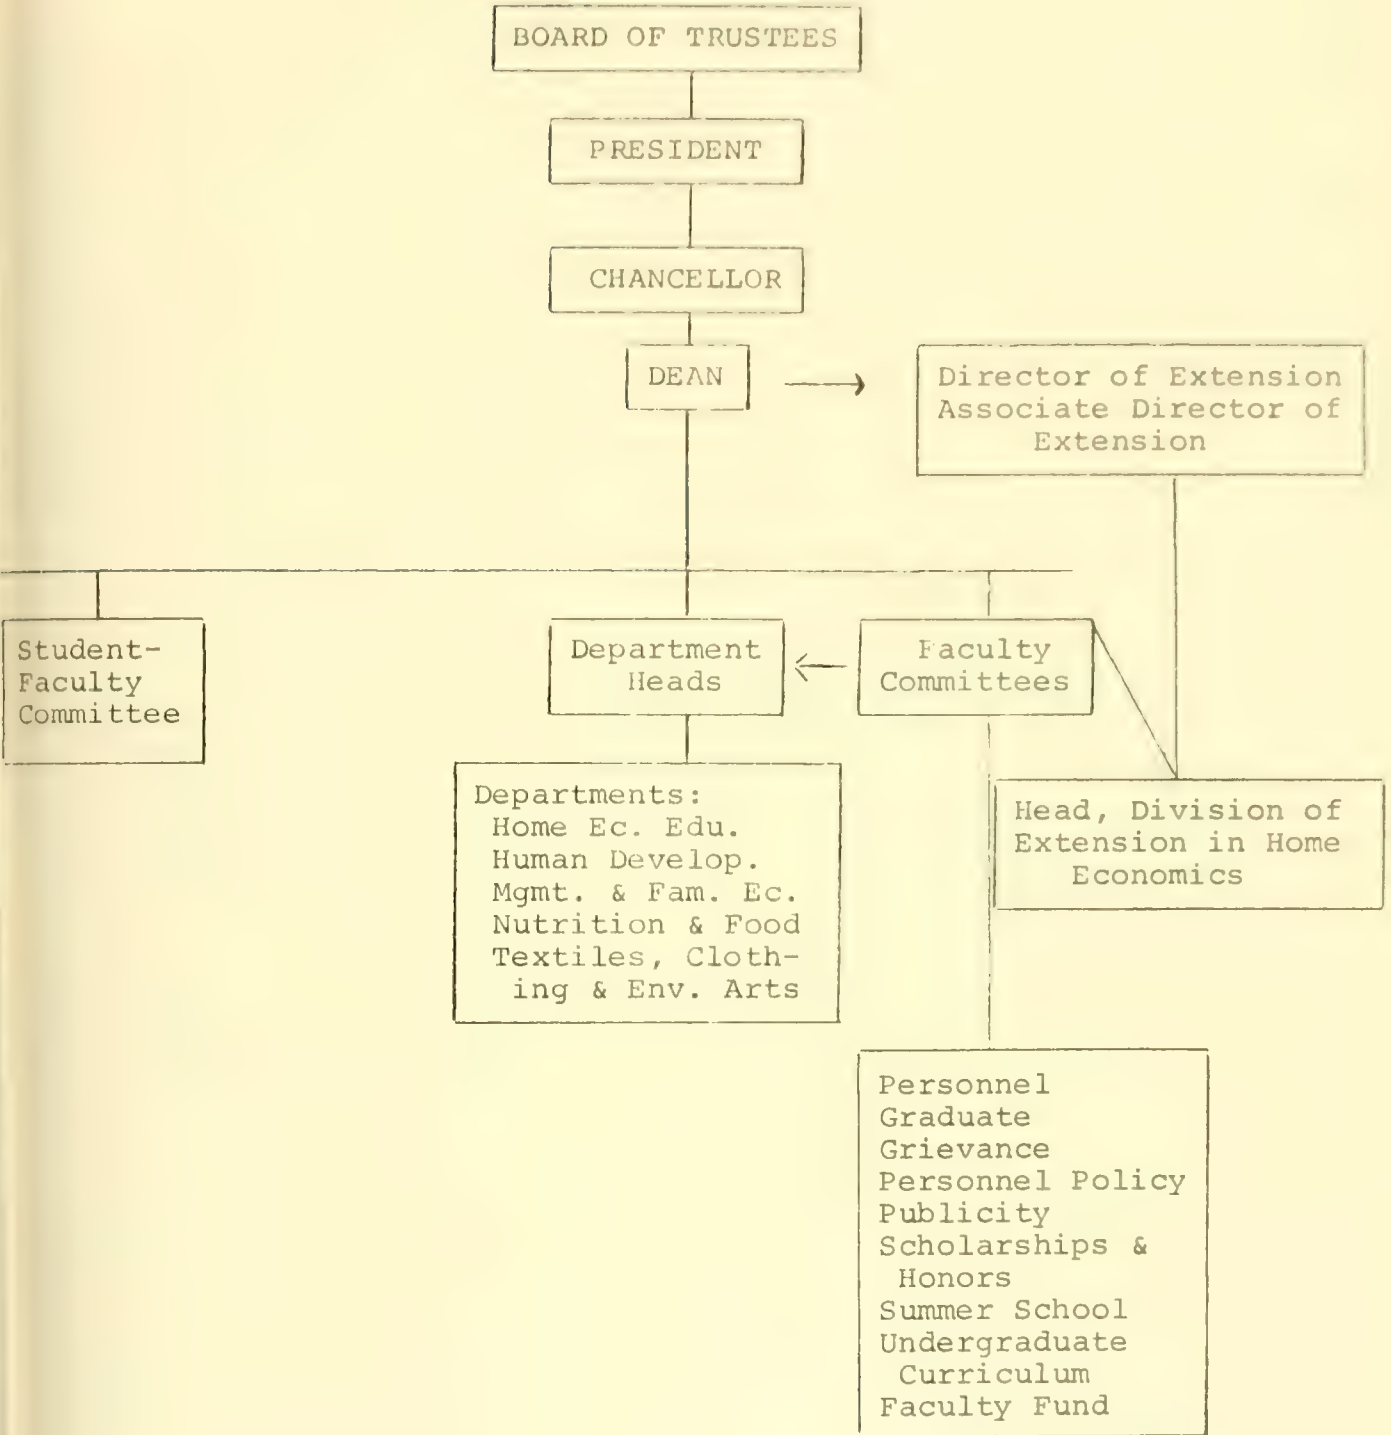 BOARD OF TRUSTEES
PRESIDENT
CHANCELLOR
DEAN
Director of Extension
Associate Director of
Extension
Student-
Faculty
Committee
Department
Heads
Faculty
Committees
Departments:
Home Ec. Edu.
Human Develop.
Mgmt. & Fam. Ec.
Nutrition & Food
Textiles, Cloth-
ing & Env. Arts
Head, Division of
Extension in Home
Economics
Personnel
Graduate
Grievance
Personnel Policy
Publicity
Scholarships &
Honors
Summer School
Undergraduate
Curriculum
Faculty Fund